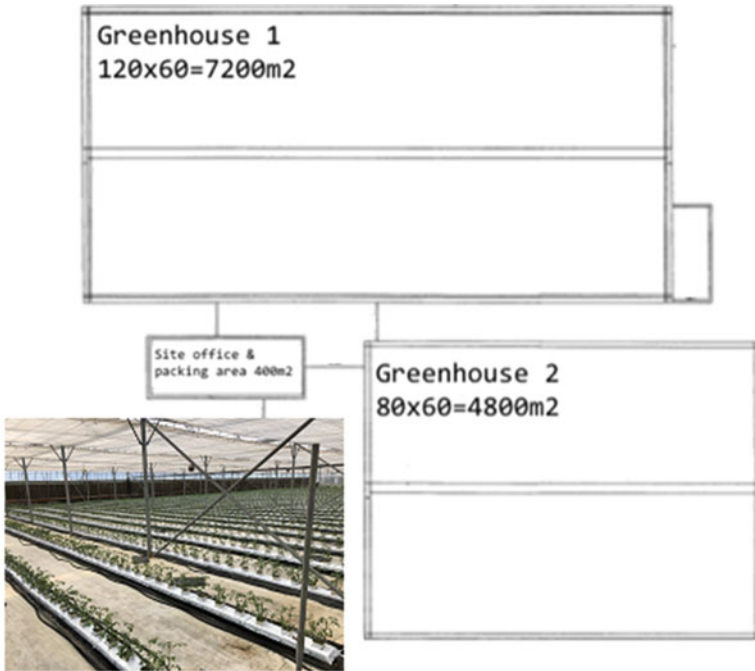 Greenhouse 1
120x60=7200m2
Site office &
packing area 400m2
Greenhouse 2
80x60=4800m2